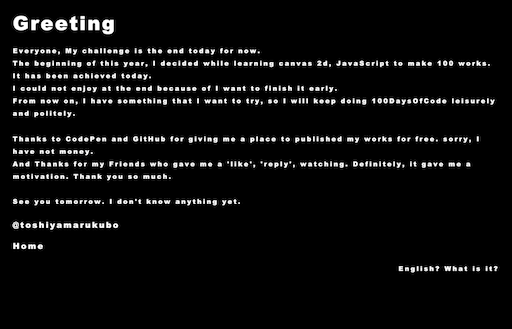 Greeting
Everyone, My challenge is the end today for now.
The beginning of this year, I decided while learning canvas 2d, JavaScript to make 100 works.
It has been achieved today.
I could not enjoy at the end because of I want to finish it early.
From now on, I have something that I want to try, so I will keep doing 100DaysOfCode leisurely
and politely.
Thanks to CodePen and GitHub for giving me a place to published my works for free. sorry, I
have not money.
And Thanks for my Friends who gave me a 'like', 'reply', watching. Definitely, it gave me a
motivation. Thank you so much.
See you tomorrow. I don't know anything yet.
@toshiyamarukubo
Home
English? What is it?